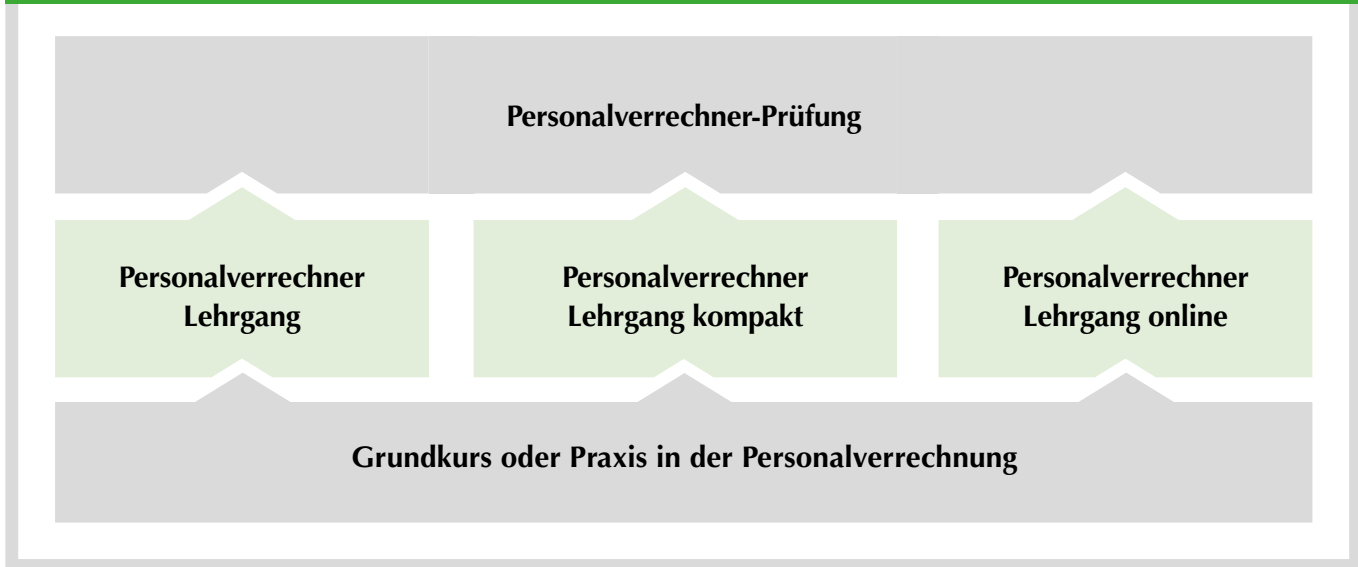 Personalverrechner-Prüfung
Personalverrechner
Lehrgang
Personalverrechner
Lehrgang kompakt
Personalverrechner
Lehrgang online
Grundkurs oder Praxis in der Personalverrechnung